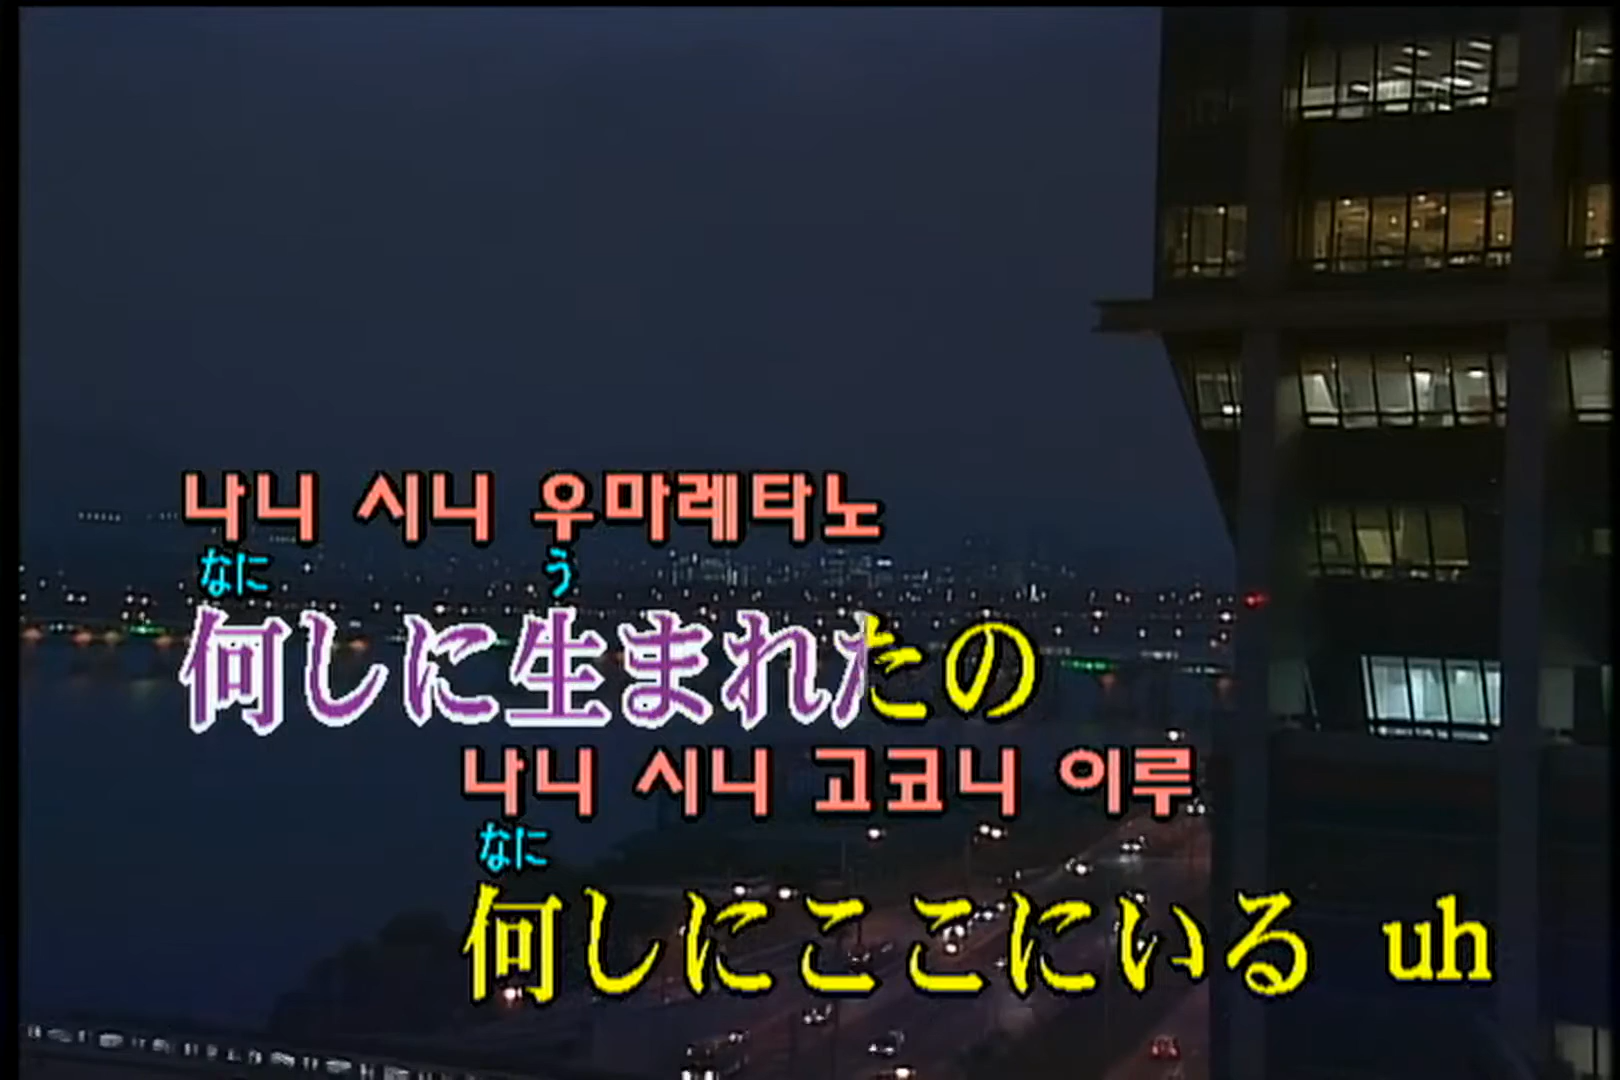 나니 시니 우마레타노
なに う
何しに生まれたの
나니 시니 고코니 이루
なに
何しにここにいる uh